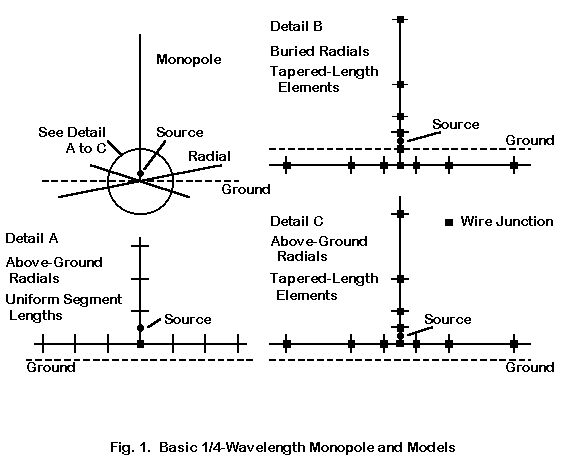 Monopole
See Detail
A to C
Source
Radial
Ground
Detail B
Buried Radials
Tapered-Length
Elements
Source
Ground
Detail A
Above-Ground
Radials
Uniform Segment
Lengths
Source
Ground
Detail C
Above-Ground
Radials
Tapered-Length
Elements
Wire Junction
Source
Ground
Fig. 1. Basic 1/4-Wavelength Monopole and Models